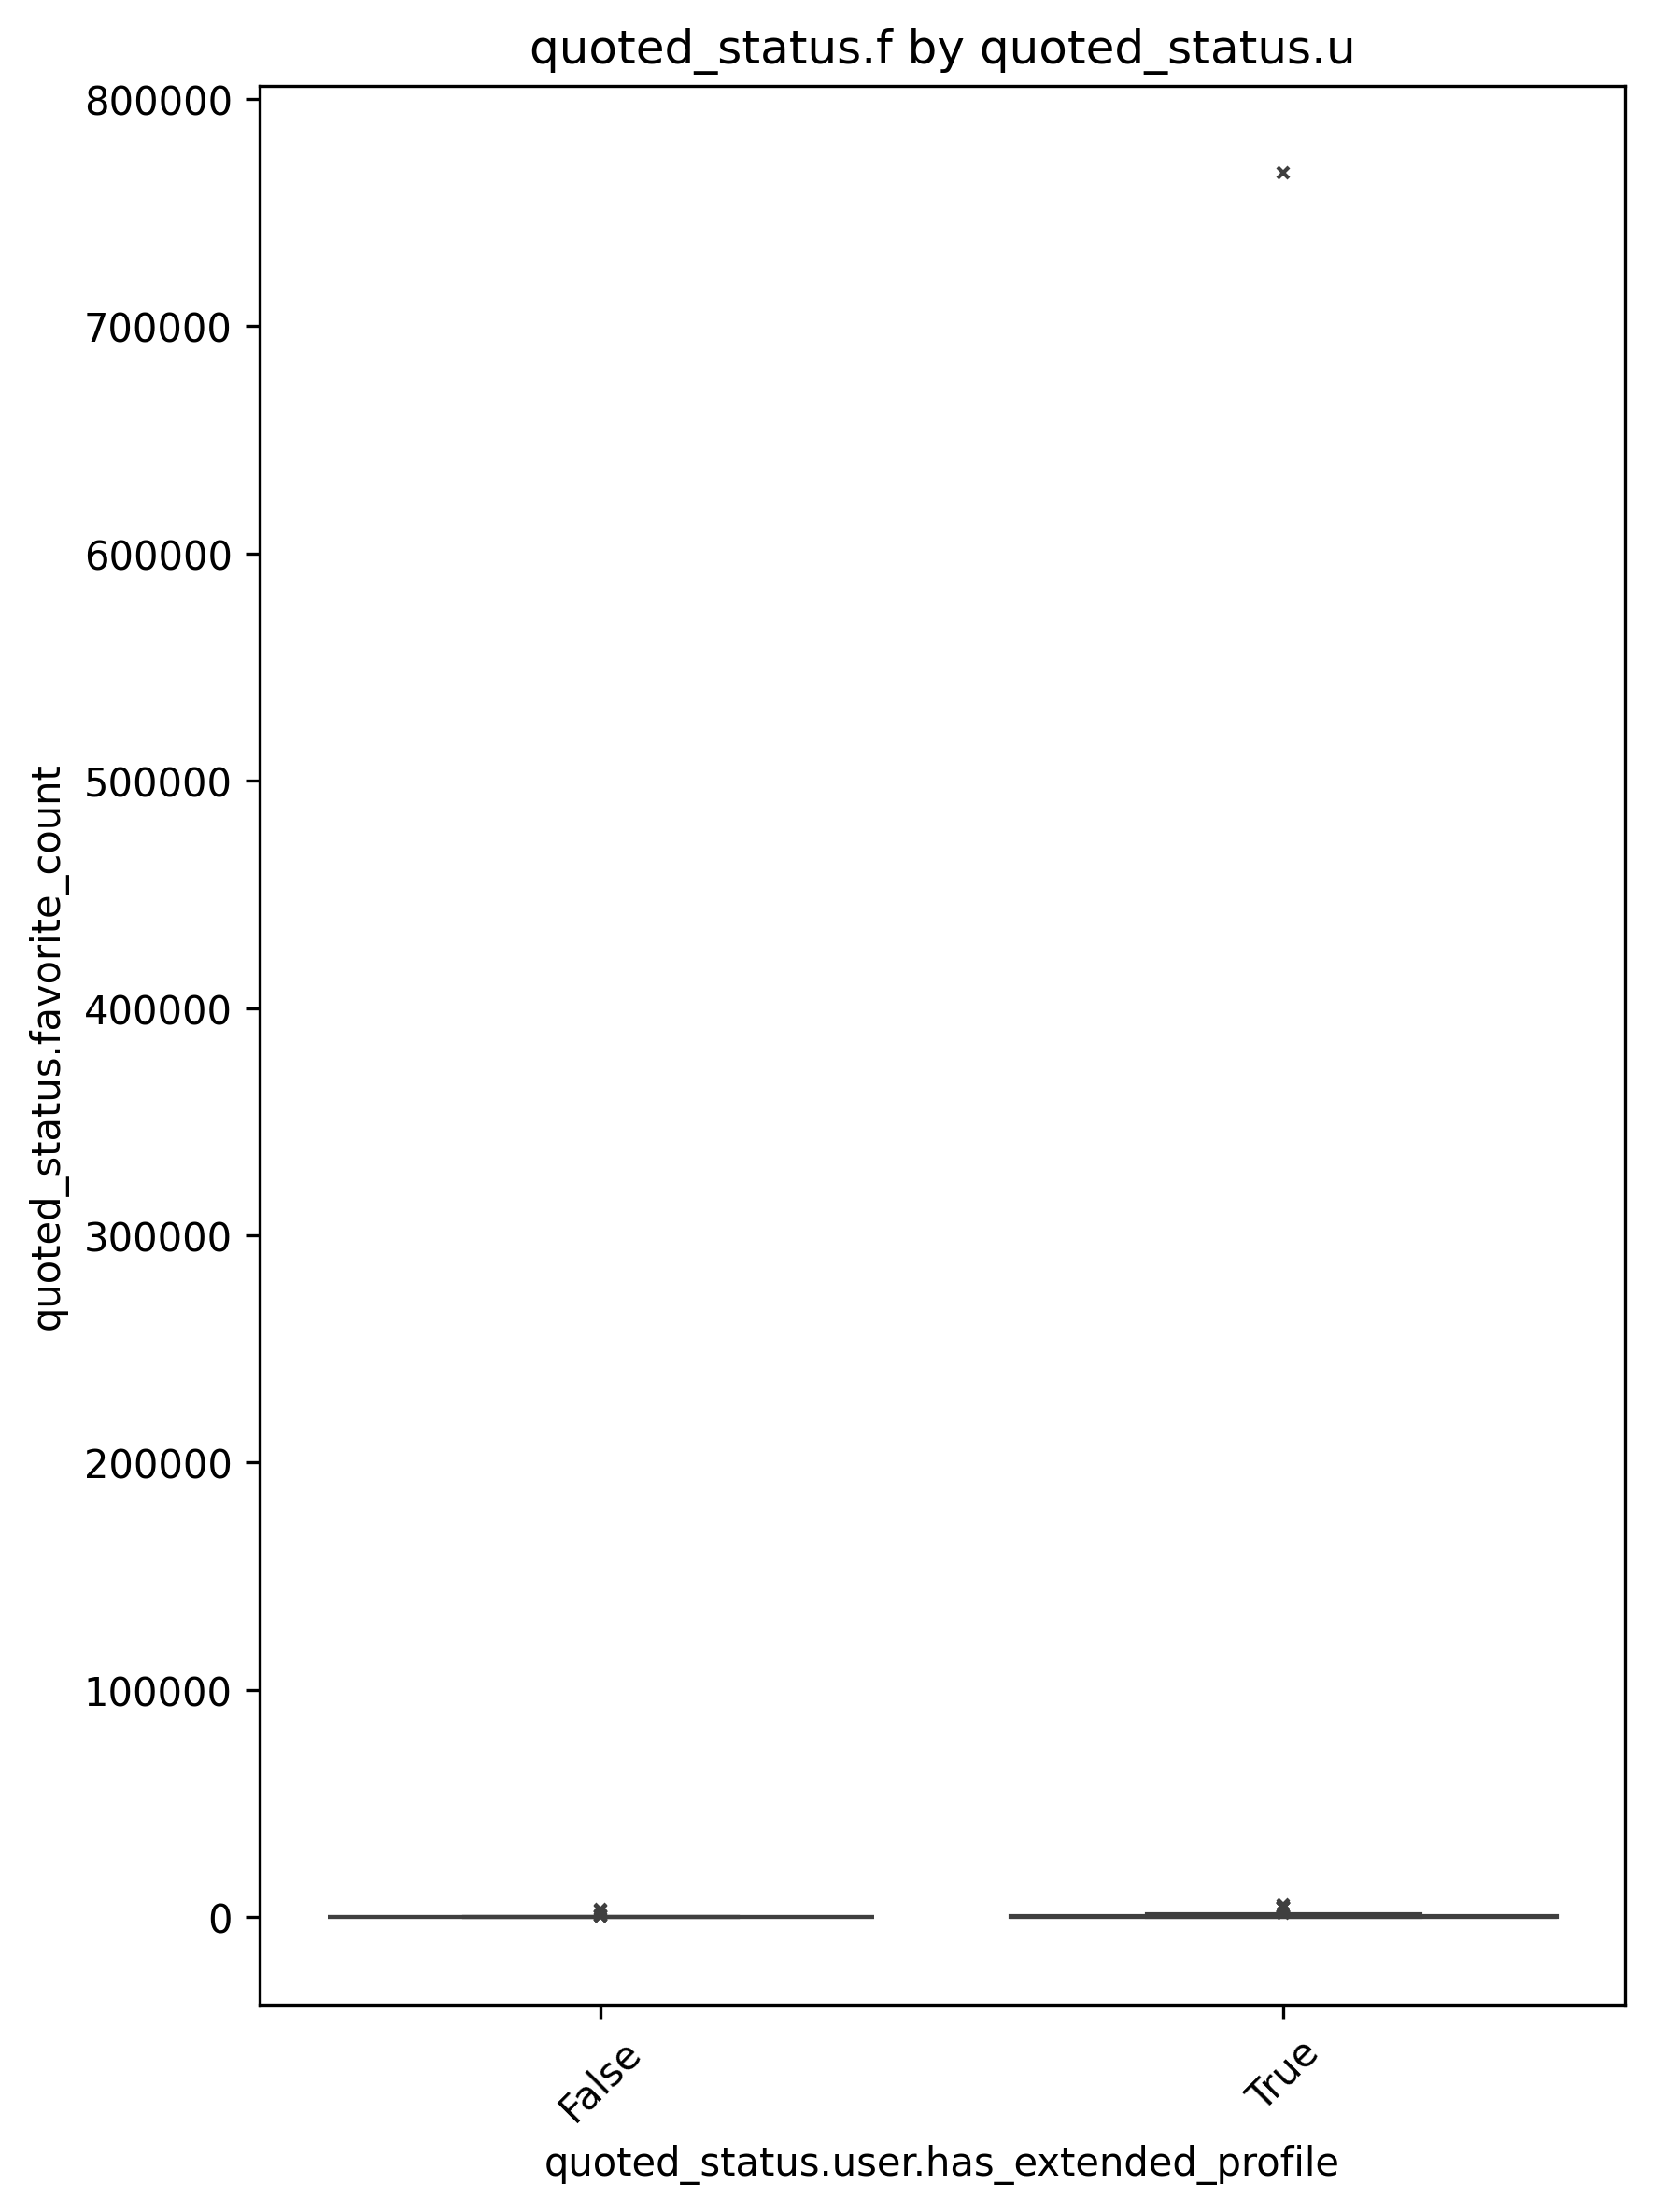 quoted_status.f by quoted_status.u
800000
700000
600000
500000
400000
300000
200000
100000
0
quoted_status.favorite_count
False
True
quoted_status.user.has_extended_profile